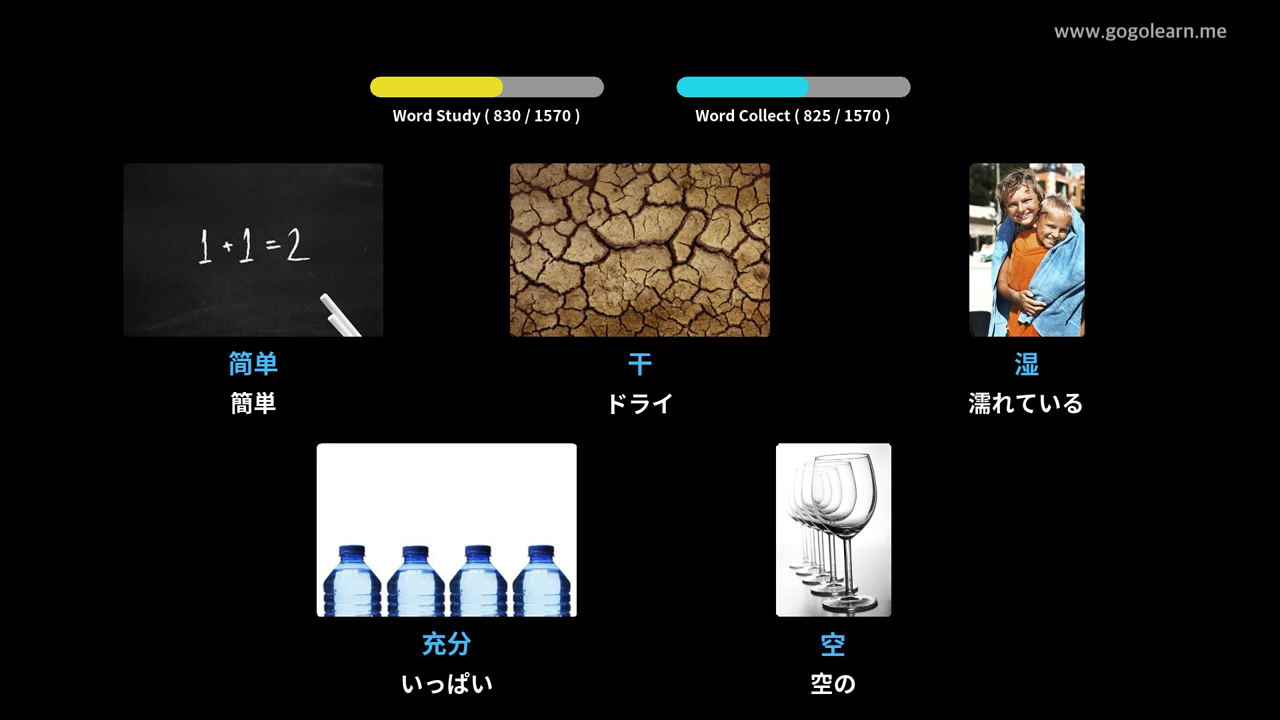 www.gogolearn.me
Word Study ( 830 / 1570 )
Word Collect ( 825 / 1570 )
1 + 1 = 2
简单
簡単
干
ドライ
湿
濡れている
充分
いっぱい
空
空の